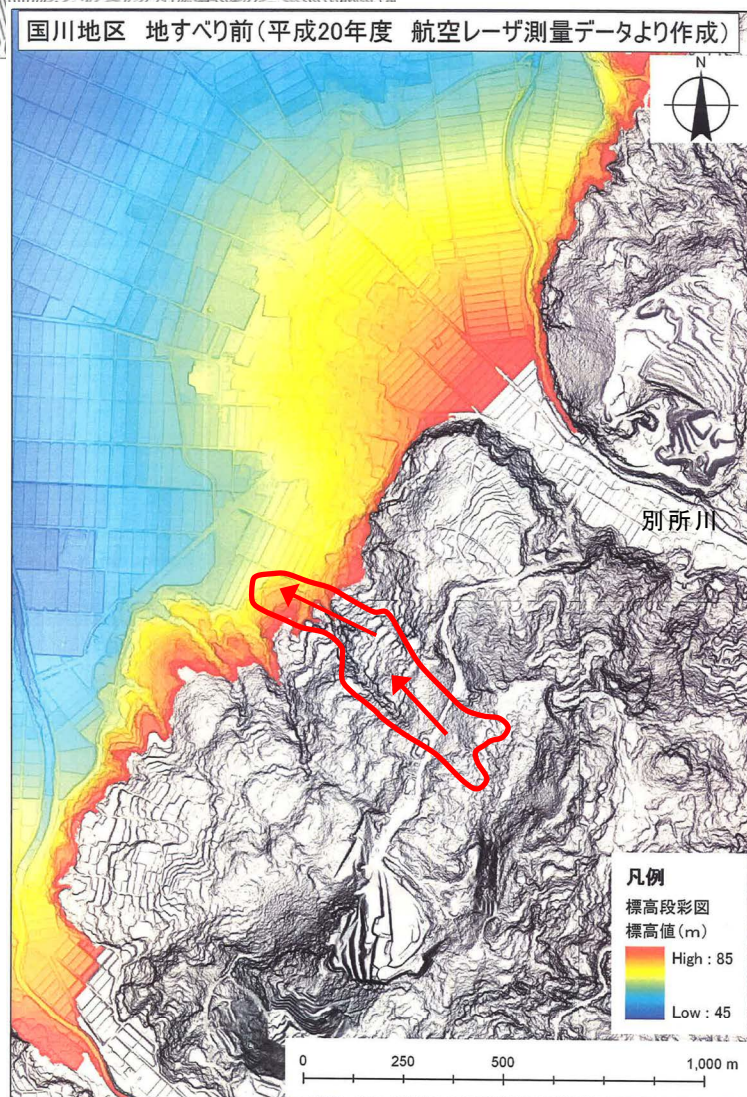 国川地区 地すべり前(平成20年度 航空レーザ測量データより作成)
N
別所川
凡例
標高段彩図
標高値(m)
High : 85
Low : 45
0 250 500 1,000 m